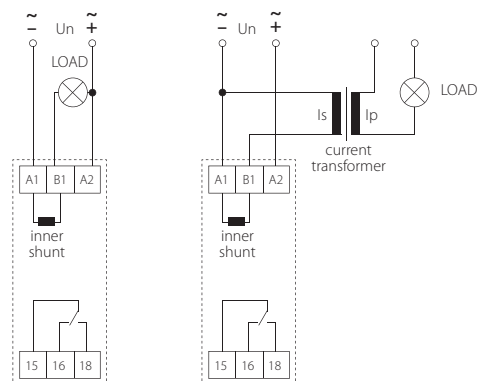 ~ Un ~
– +
LOAD
A1 B1 A2
inner
shunt
15 16 18
~ Un ~
– +
LOAD
Is Ip
current
transformer
A1 B1 A2
inner
shunt
15 16 18